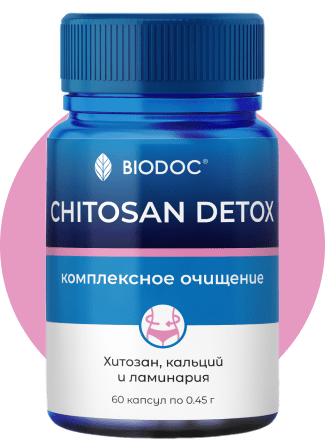 BIODOC®
CHITOSAN DETOX
комплексное очищение
Хитозан, кальций
и ламинария
60 капсул по 0.45 г